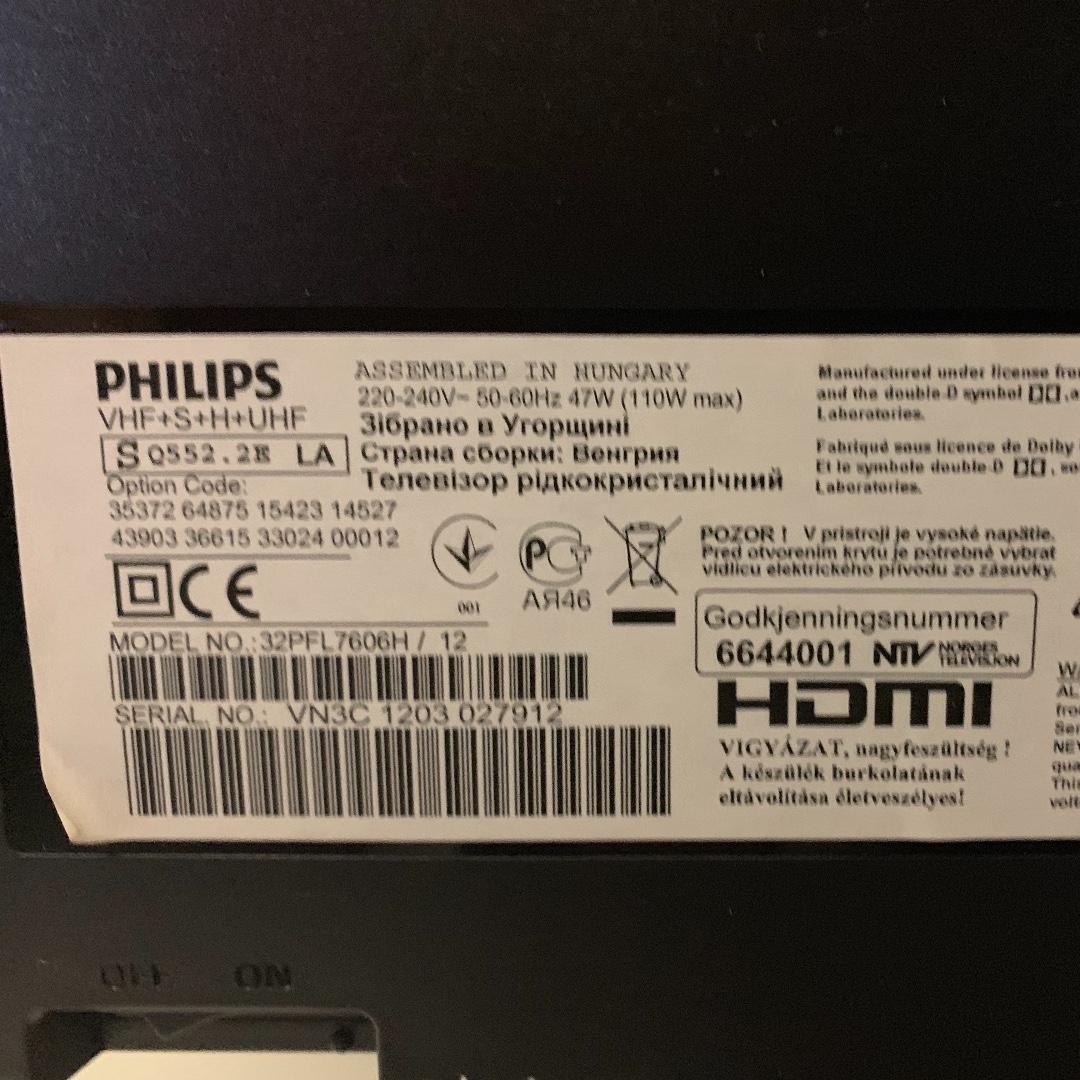 PHILIPS
VHF+S+H+UHF
S Q552.2E LA
Option Code:
35372 64875 15423 14527
43903 36615 33024 00012
CE
MODEL NO.:32PFL7606H / 12
SERIAL NO.: VN3C 1203 027912
ASSEMBLED IN HUNGARY
220-240V~ 50-60Hz 47W (110W max)
Зібрано в Угорщині
Страна сборки: Венгрия
Телевізор рідкокристалічний
001
АЯ46
Manufactured under license from
and the double-D symbol
Laboratories.
Fabriqué sous licence de Dolby
Et le symbole double-D , so
Laboratories.
POZOR ! V pristroji je vysoké napätie.
Pred otvorením krytu je potrebné vybrat
vidlicu elektrického prívodu zo zásuvky.
Godkjenningsnummer
6644001 NTV NORGES
TELEVISJON
HDMI
VIGYÁZAT, nagyfeszültség !
A készülék burkolatának
eltávolítása életveszélyes!
OFF ON